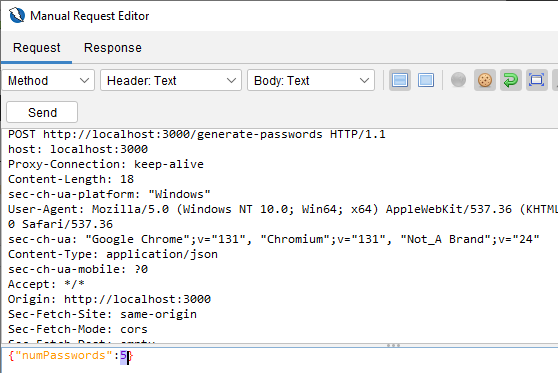 Manual Request Editor
Request Response
Method Header: Text Body: Text
Send
POST http://localhost:3000/generate-passwords HTTP/1.1
host: localhost:3000
Proxy-Connection: keep-alive
Content-Length: 18
sec-ch-ua-platform: "Windows"
User-Agent: Mozilla/5.0 (Windows NT 10.0; Win64; x64) AppleWebKit/537.36 (KHTML
0 Safari/537.36
sec-ch-ua: "Google Chrome";v="131", "Chromium";v="131", "Not_A Brand";v="24"
Content-Type: application/json
sec-ch-ua-mobile: ?0
Accept: */*
Origin: http://localhost:3000
Sec-Fetch-Site: same-origin
Sec-Fetch-Mode: cors
Sec-Fetch-Dest: empty
{"numPasswords":5}